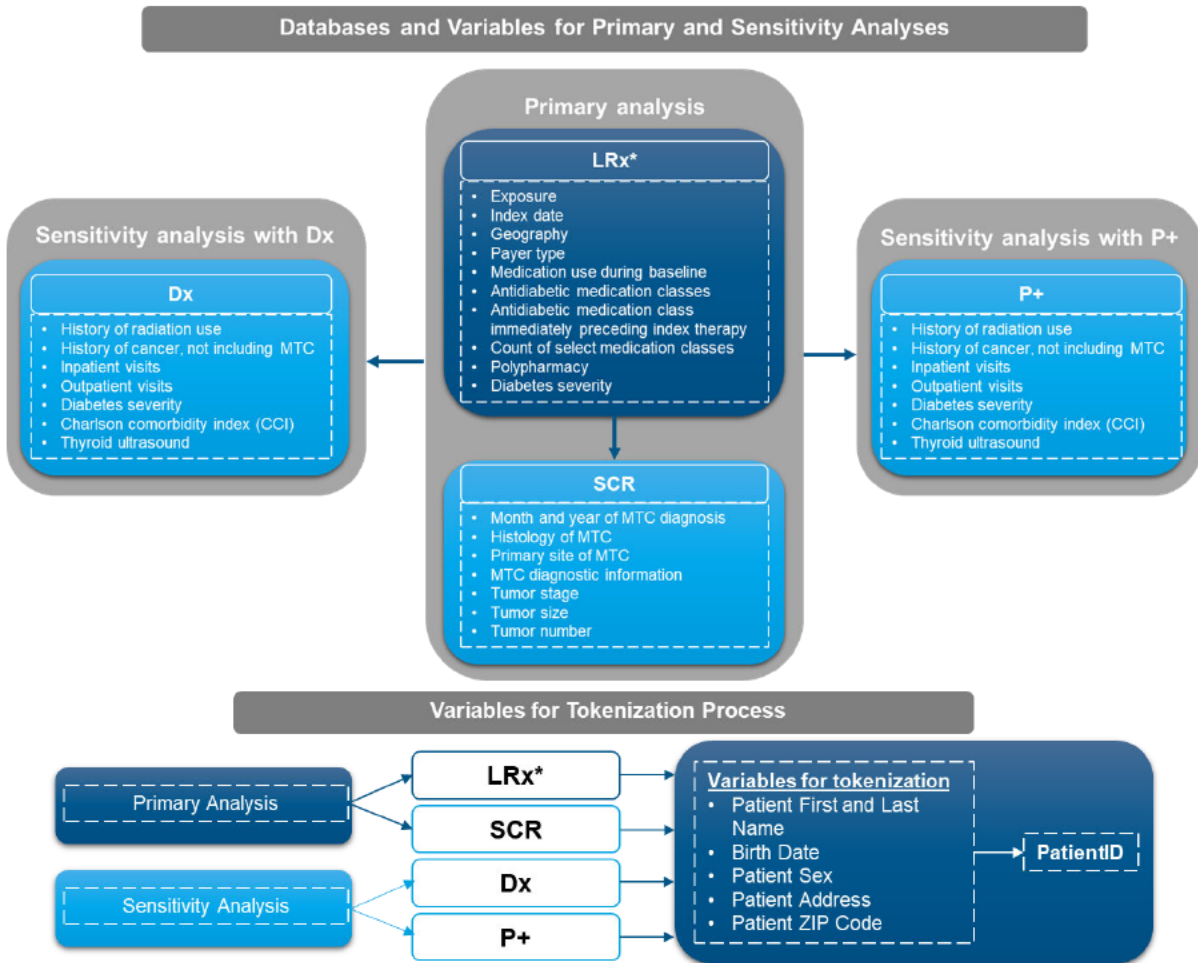 Databases and Variables for Primary and Sensitivity Analyses
Primary analysis
LRx*
• Exposure
• Index date
• Geography
• Payer type
• Medication use during baseline
• Antidiabetic medication classes
• Antidiabetic medication class
immediately preceding index therapy
• Count of select medication classes
• Polypharmacy
• Diabetes severity
Sensitivity analysis with Dx
Dx
• History of radiation use
• History of cancer, not including MTC
• Inpatient visits
• Outpatient visits
• Diabetes severity
• Charlson comorbidity index (CCI)
• Thyroid ultrasound
Sensitivity analysis with P+
P+
• History of radiation use
• History of cancer, not including MTC
• Inpatient visits
• Outpatient visits
• Diabetes severity
• Charlson comorbidity index (CCI)
• Thyroid ultrasound
SCR
• Month and year of MTC diagnosis
• Histology of MTC
• Primary site of MTC
• MTC diagnostic information
• Tumor stage
• Tumor size
• Tumor number
Variables for Tokenization Process
Primary Analysis
Sensitivity Analysis
LRx*
SCR
Dx
P+
Variables for tokenization
• Patient First and Last
Name
• Birth Date
• Patient Sex
• Patient Address
• Patient ZIP Code
PatientID